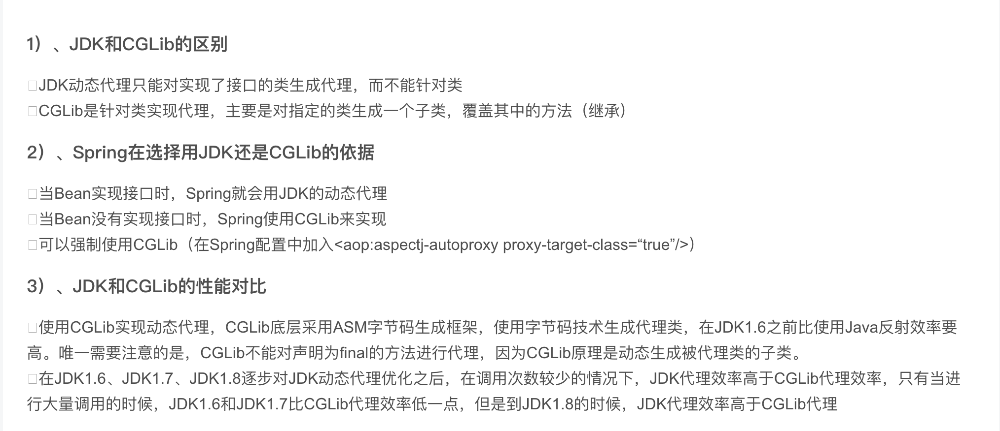 1）、JDK和CGLib的区别
JDK动态代理只能对实现了接口的类生成代理，而不能针对类
CGLib是针对类实现代理，主要是对指定的类生成一个子类，覆盖其中的方法（继承）
2）、Spring在选择用JDK还是CGLib的依据
当Bean实现接口时，Spring就会用JDK的动态代理
当Bean没有实现接口时，Spring使用CGLib来实现
可以强制使用CGLib（在Spring配置中加入<aop:aspectj-autoproxy proxy-target-class=“true”/>）
3）、JDK和CGLib的性能对比
使用CGLib实现动态代理，CGLib底层采用ASM字节码生成框架，使用字节码技术生成代理类，在JDK1.6之前比使用Java反射效率要
高。唯一需要注意的是，CGLib不能对声明为final的方法进行代理，因为CGLib原理是动态生成被代理类的子类。
在JDK1.6、JDK1.7、JDK1.8逐步对JDK动态代理优化之后，在调用次数较少的情况下，JDK代理效率高于CGLib代理效率，只有当进
行大量调用的时候，JDK1.6和JDK1.7比CGLib代理效率低一点，但是到JDK1.8的时候，JDK代理效率高于CGLib代理